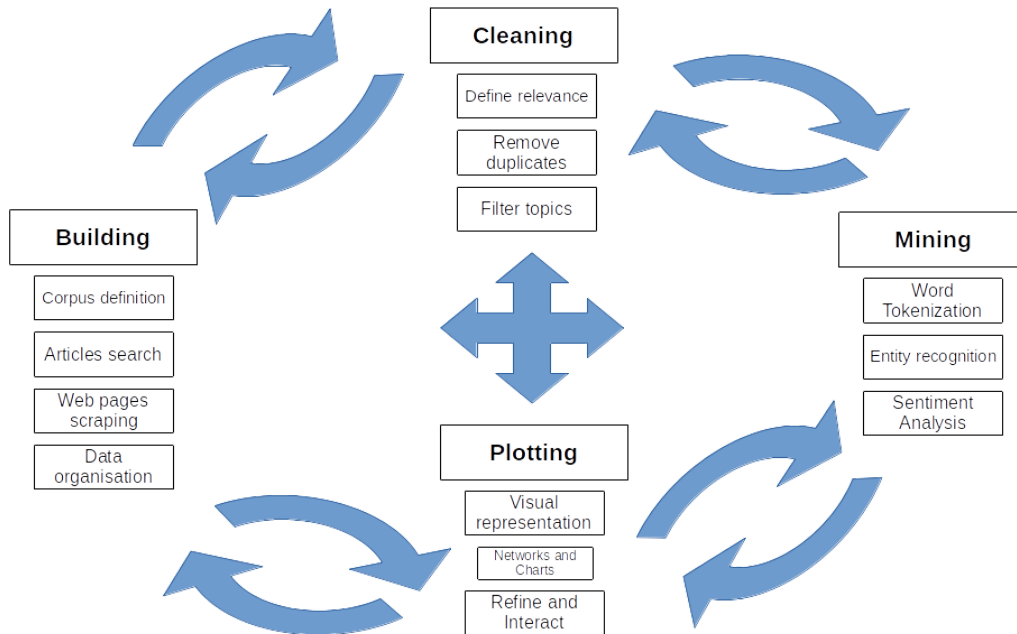 Cleaning
Define relevance
Remove
duplicates
Filter topics
Building
Corpus definition
Articles search
Web pages
scraping
Data
organisation
Mining
Word
Tokenization
Entity recognition
Sentiment
Analysis
Plotting
Visual
representation
Networks and
Charts
Refine and
Interact